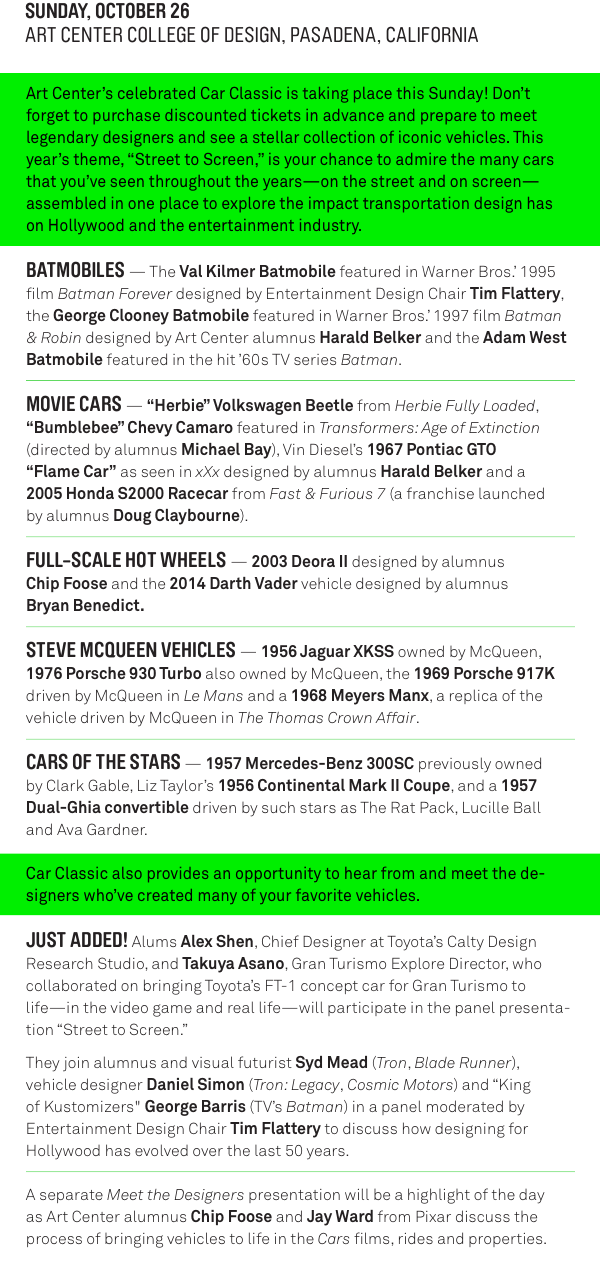 SUNDAY, OCTOBER 26
ART CENTER COLLEGE OF DESIGN, PASADENA, CALIFORNIA
Art Center's celebrated Car Classic is taking place this Sunday! Don't
forget to purchase discounted tickets in advance and prepare to meet
legendary designers and see a stellar collection of iconic vehicles. This
year's theme, “Street to Screen,” is your chance to admire the many cars
that you've seen throughout the years—on the street and on screen—
assembled in one place to explore the impact transportation design has
on Hollywood and the entertainment industry.
BATMOBILES — The Val Kilmer Batmobile featured in Warner Bros.' 1995
film Batman Forever designed by Entertainment Design Chair Tim Flattery,
the George Clooney Batmobile featured in Warner Bros.' 1997 film Batman
& Robin designed by Art Center alumnus Harald Belker and the Adam West
Batmobile featured in the hit '60s TV series Batman.
MOVIE CARS — “Herbie” Volkswagen Beetle from Herbie Fully Loaded,
“Bumblebee” Chevy Camaro featured in Transformers: Age of Extinction
(directed by alumnus Michael Bay), Vin Diesel's 1967 Pontiac GTO
“Flame Car” as seen in xXx designed by alumnus Harald Belker and a
2005 Honda S2000 Racecar from Fast & Furious 7 (a franchise launched
by alumnus Doug Claybourne).
FULL-SCALE HOT WHEELS — 2003 Deora II designed by alumnus
Chip Foose and the 2014 Darth Vader vehicle designed by alumnus
Bryan Benedict.
STEVE MCQUEEN VEHICLES — 1956 Jaguar XKSS owned by McQueen,
1976 Porsche 930 Turbo also owned by McQueen, the 1969 Porsche 917K
driven by McQueen in Le Mans and a 1968 Meyers Manx, a replica of the
vehicle driven by McQueen in The Thomas Crown Affair.
CARS OF THE STARS — 1957 Mercedes-Benz 300SC previously owned
by Clark Gable, Liz Taylor's 1956 Continental Mark II Coupe, and a 1957
Dual-Ghia convertible driven by such stars as The Rat Pack, Lucille Ball
and Ava Gardner.
Car Classic also provides an opportunity to hear from and meet the de-
signers who've created many of your favorite vehicles.
JUST ADDED! Alums Alex Shen, Chief Designer at Toyota's Calty Design
Research Studio, and Takuya Asano, Gran Turismo Explore Director, who
collaborated on bringing Toyota's FT-1 concept car for Gran Turismo to
life—in the video game and real life—will participate in the panel presenta-
tion “Street to Screen.”
They join alumnus and visual futurist Syd Mead (Tron, Blade Runner),
vehicle designer Daniel Simon (Tron: Legacy, Cosmic Motors) and “King
of Kustomizers" George Barris (TV's Batman) in a panel moderated by
Entertainment Design Chair Tim Flattery to discuss how designing for
Hollywood has evolved over the last 50 years.
A separate Meet the Designers presentation will be a highlight of the day
as Art Center alumnus Chip Foose and Jay Ward from Pixar discuss the
process of bringing vehicles to life in the Cars films, rides and properties.